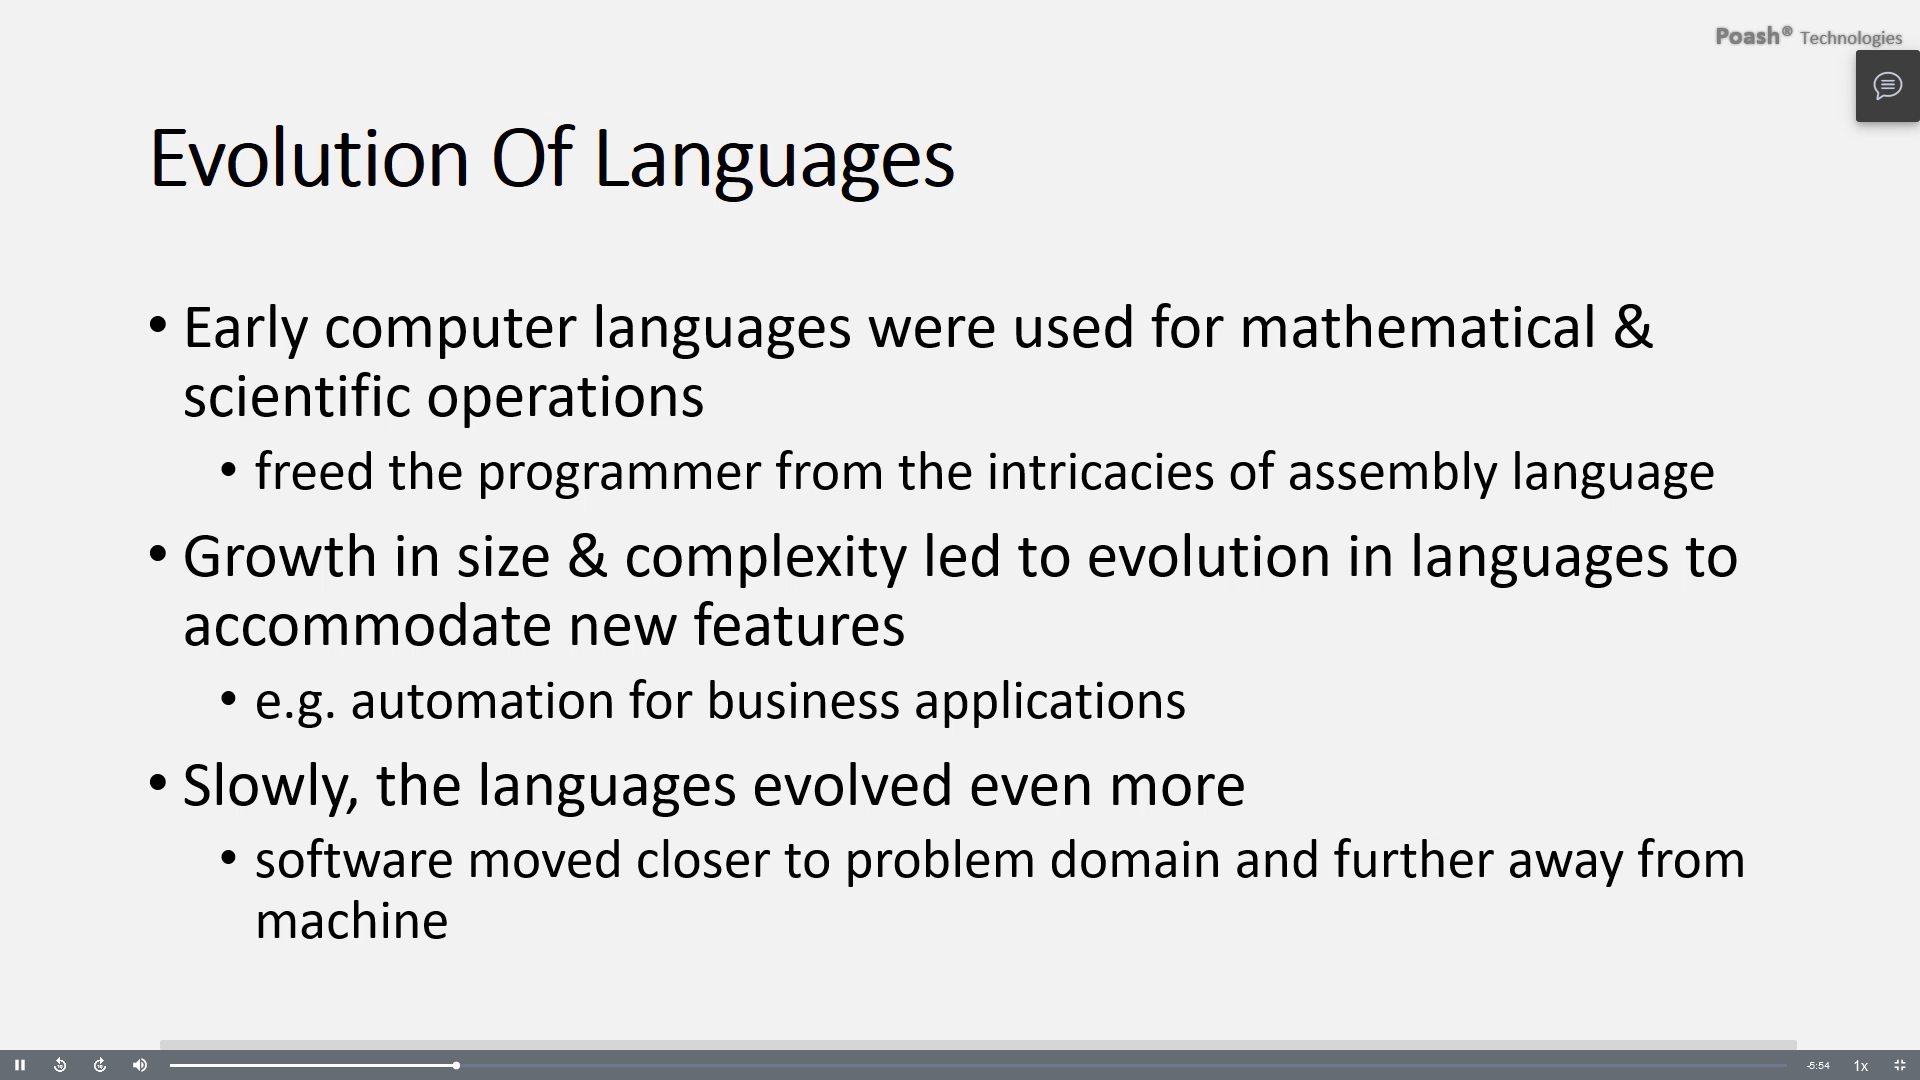 Poash® Technologies
Evolution Of Languages
• Early computer languages were used for mathematical &
scientific operations
• freed the programmer from the intricacies of assembly language
• Growth in size & complexity led to evolution in languages to
accommodate new features
• e.g. automation for business applications
• Slowly, the languages evolved even more
• software moved closer to problem domain and further away from
machine
-5:54 1x